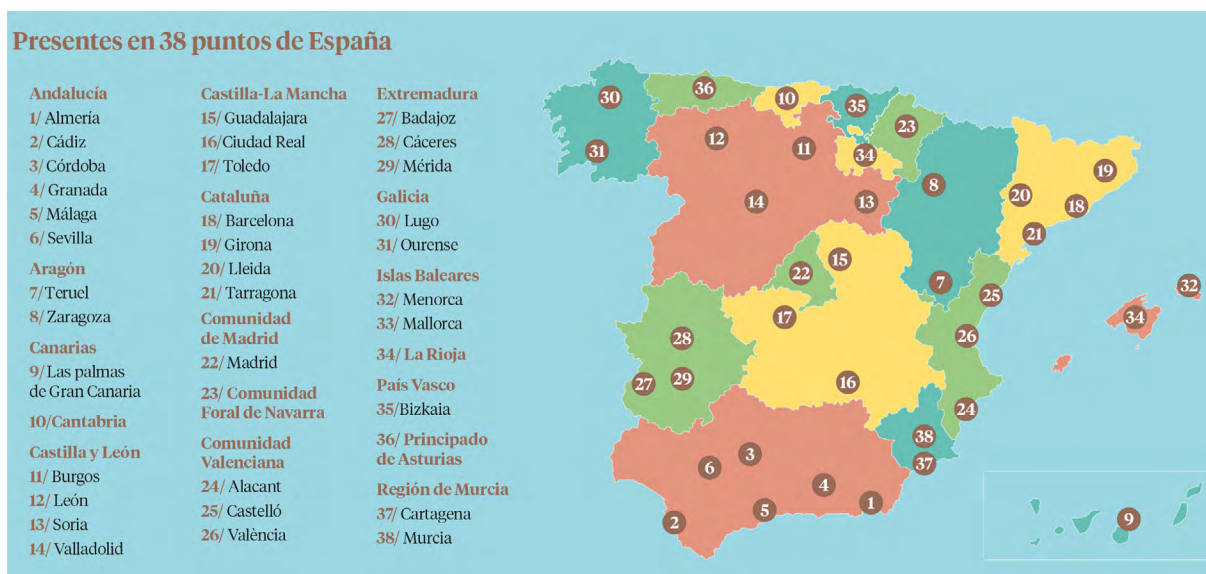 Presentes en 38 puntos de España
Andalucía
1/ Almería
2/ Cádiz
3/ Córdoba
4/ Granada
5/ Málaga
6/ Sevilla
Aragón
7/ Teruel
8/ Zaragoza
Canarias
9/ Las palmas
de Gran Canaria
10/Cantabria
Castilla y León
11/ Burgos
12/ León
13/ Soria
14/ Valladolid
Castilla-La Mancha
15/ Guadalajara
16/Ciudad Real
17/ Toledo
Cataluña
18/ Barcelona
19/ Girona
20/ Lleida
21/ Tarragona
Comunidad
de Madrid
22/ Madrid
23/ Comunidad
Foral de Navarra
Comunidad
Valenciana
24/ Alacant
25/ Castelló
26/ València
Extremadura
27/ Badajoz
28/ Cáceres
29/ Mérida
Galicia
30/ Lugo
31/ Ourense
Islas Baleares
32/ Menorca
33/ Mallorca
34/ La Rioja
País Vasco
35/Bizkaia
36/ Principado
de Asturias
Región de Murcia
37/ Cartagena
38/ Murcia
30
36
10
35
23
12
11
31
34
8
19
14
13
20
18
21
15
22
7
25
32
17
34
28
26
27
29
16
24
38
37
3
6
4
1
5
2
9